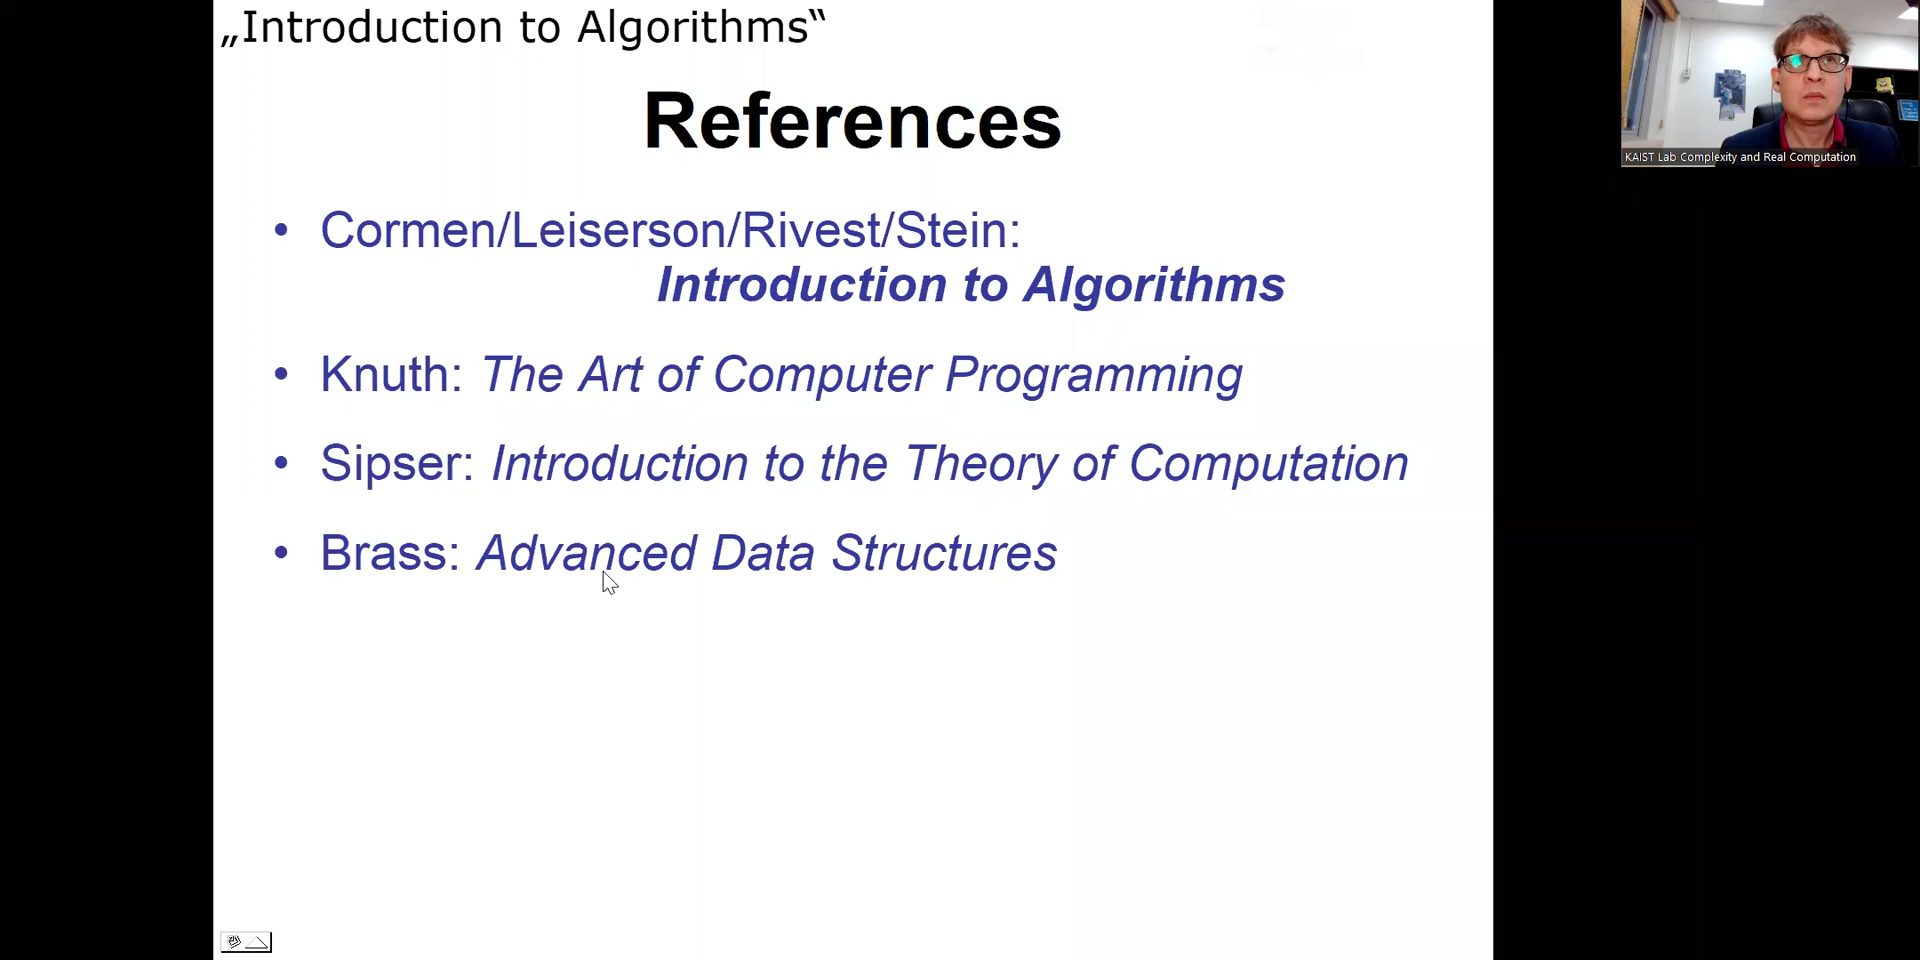 „Introduction to Algorithms“
References
• Cormen/Leiserson/Rivest/Stein:
Introduction to Algorithms
• Knuth: The Art of Computer Programming
• Sipser: Introduction to the Theory of Computation
• Brass: Advanced Data Structures
KAIST Lab Complexity and Real Computation